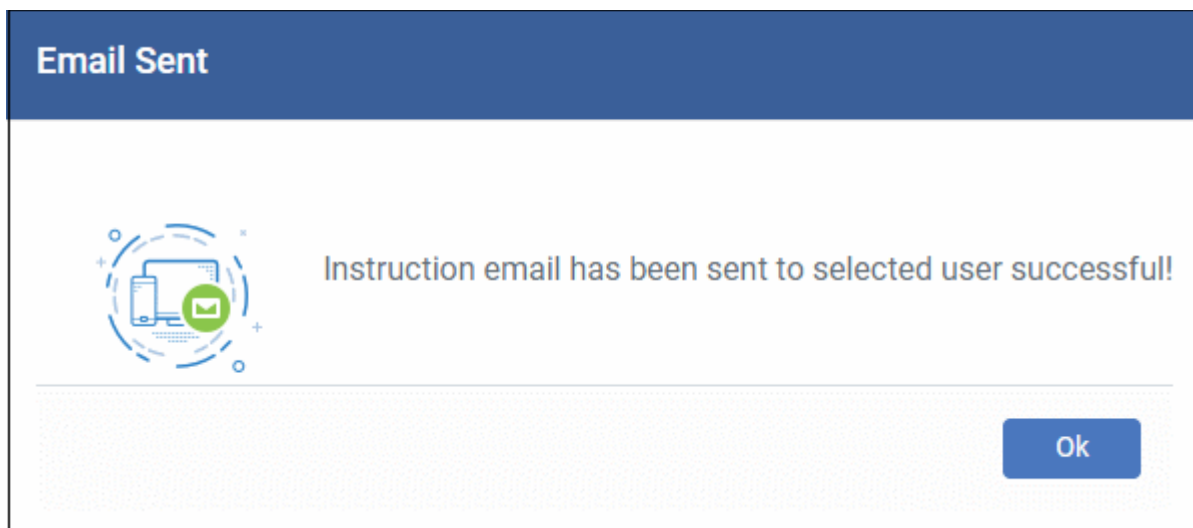 Email Sent
Instruction email has been sent to selected user successful!
Ok